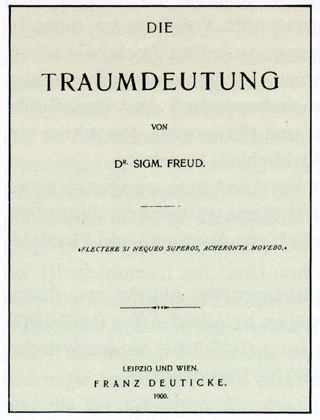 DIE
TRAUMDEUTUNG
VON
DR. SIGM. FREUD.
»FLECTERE SI NEQUEO SUPEROS, ACHERONTA MOVEBO.«
LEIPZIG UND WIEN.
FRANZ DEUTICKE.
1900.